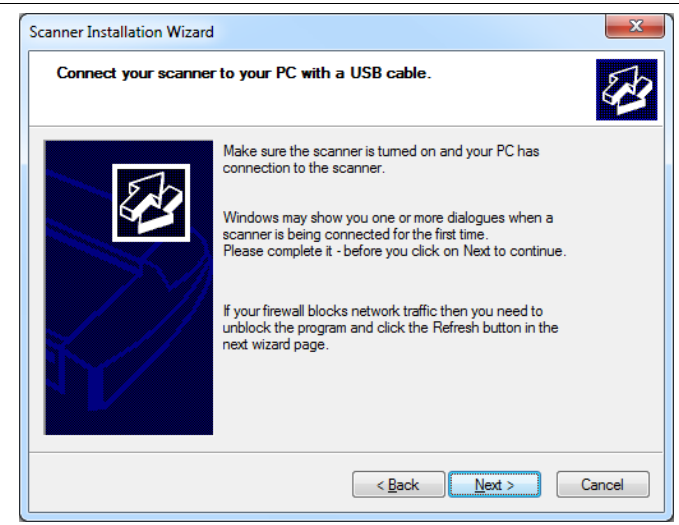 Scanner Installation Wizard
Connect your scanner to your PC with a USB cable.
Make sure the scanner is turned on and your PC has
connection to the scanner.
Windows may show you one or more dialogues when a
scanner is being connected for the first time.
Please complete it - before you click on Next to continue.
If your firewall blocks network traffic then you need to
unblock the program and click the Refresh button in the
next wizard page.
< Back Next > Cancel